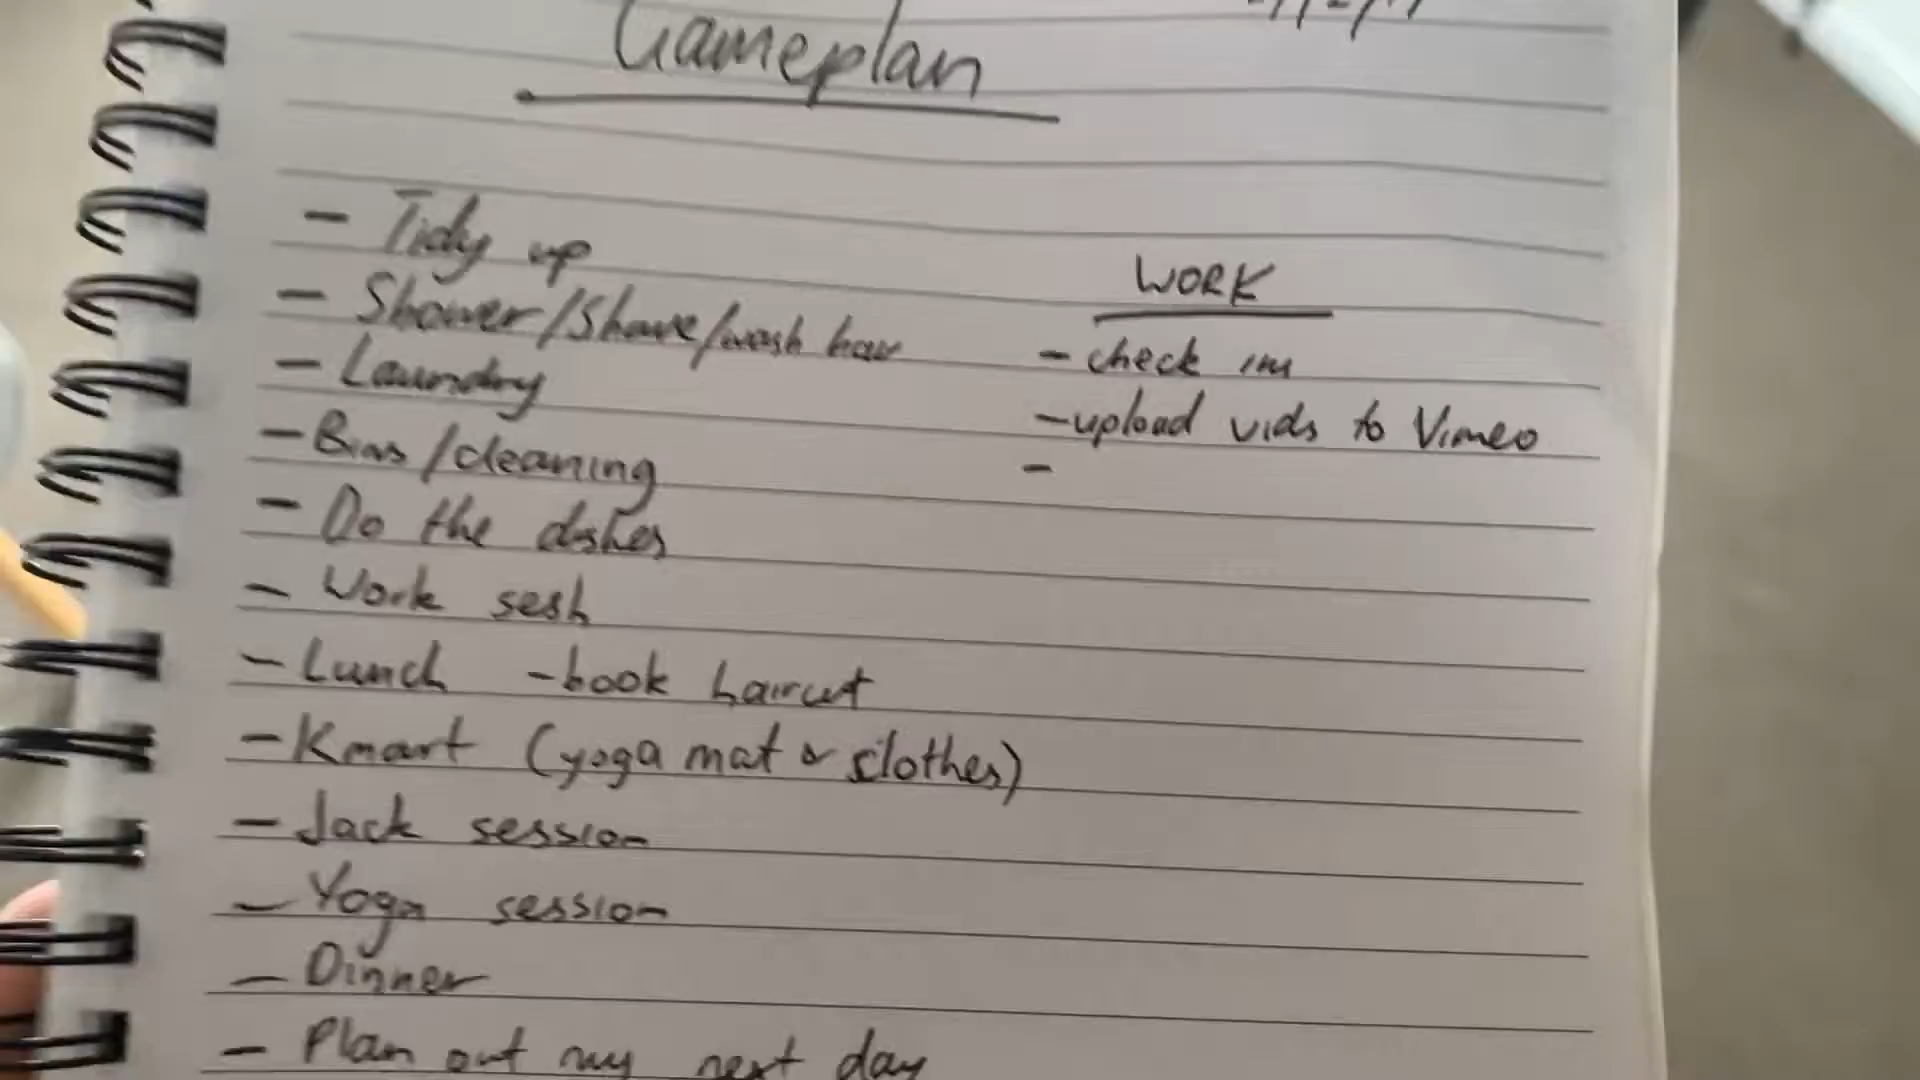 Gameplan
- Tidy up
- Shower/Shave/wash hair
- Laundry
- Bins/cleaning
- Do the dishes
- Work sesh
- Lunch -book haircut
- Kmart (yoga mat & clothes)
- Jack session
- Yoga session
- Dinner
- Plan out my next day
WORK
- check in
- upload vids to Vimeo
-